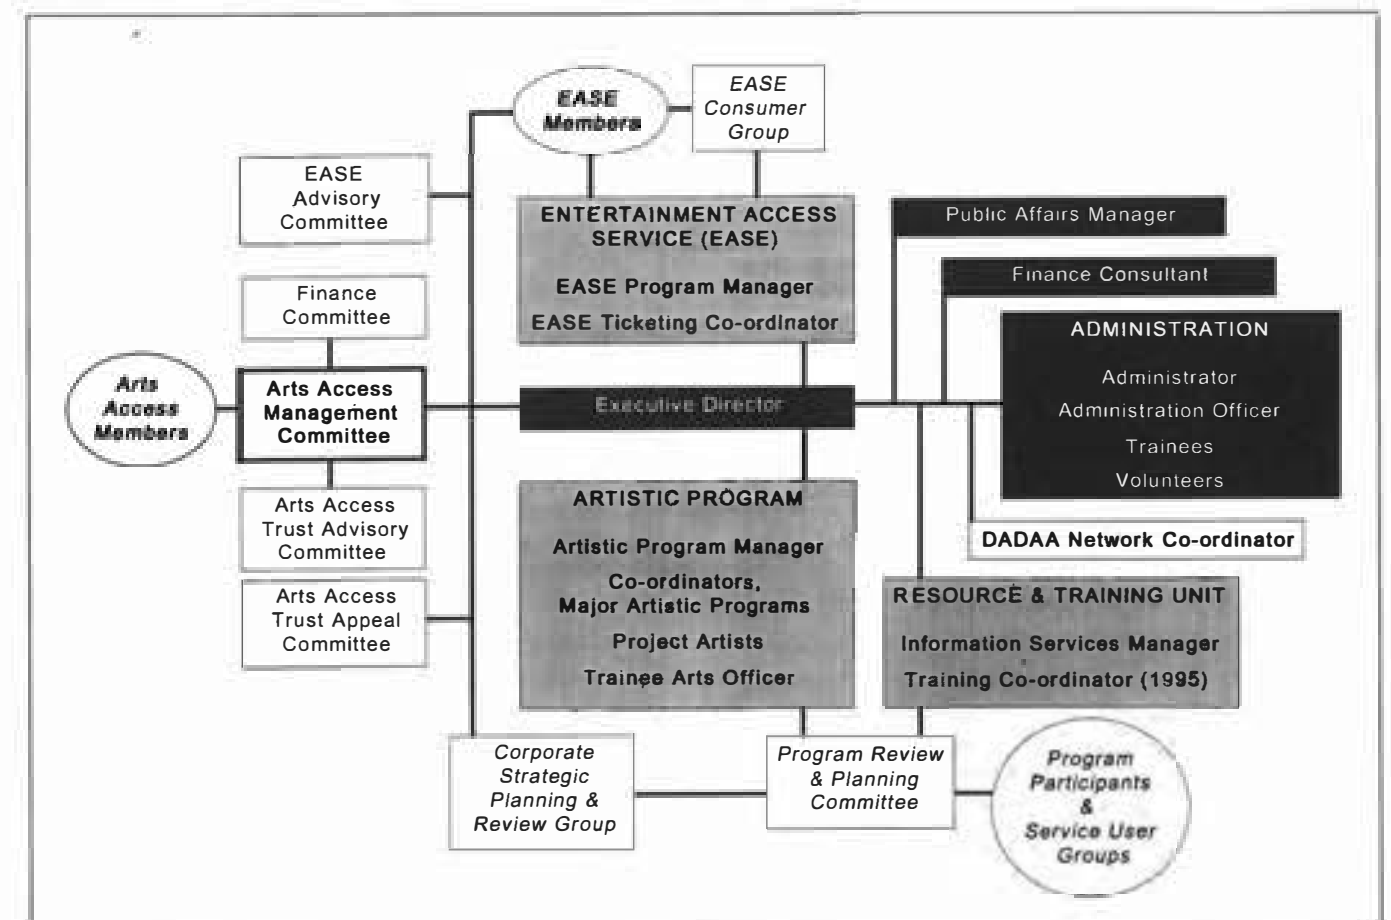 EASE
Members
EASE
Consumer
Group
EASE
Advisory
Committee
ENTERTAINMENT ACCESS
SERVICE (EASE)
EASE Program Manager
EASE Ticketing Co-ordinator
Public Affairs Manager
Finance Consultant
Finance
Committee
ADMINISTRATION
Administrator
Administration Officer
Trainees
Volunteers
Arts
Access
Members
Arts Access
Management
Committee
Executive Director
Arts Access
Trust Advisory
Committee
ARTISTIC PROGRAM
Artistic Program Manager
Co-ordinators,
Major Artistic Programs
Project Artists
Trainee Arts Officer
DADAA Network Co-ordinator
Arts Access
Trust Appeal
Committee
RESOURCE & TRAINING UNIT
Information Services Manager
Training Co-ordinator (1995)
Corporate
Strategic
Planning &
Review Group
Program Review
& Planning
Committee
Program
Participants
&
Service User
Groups